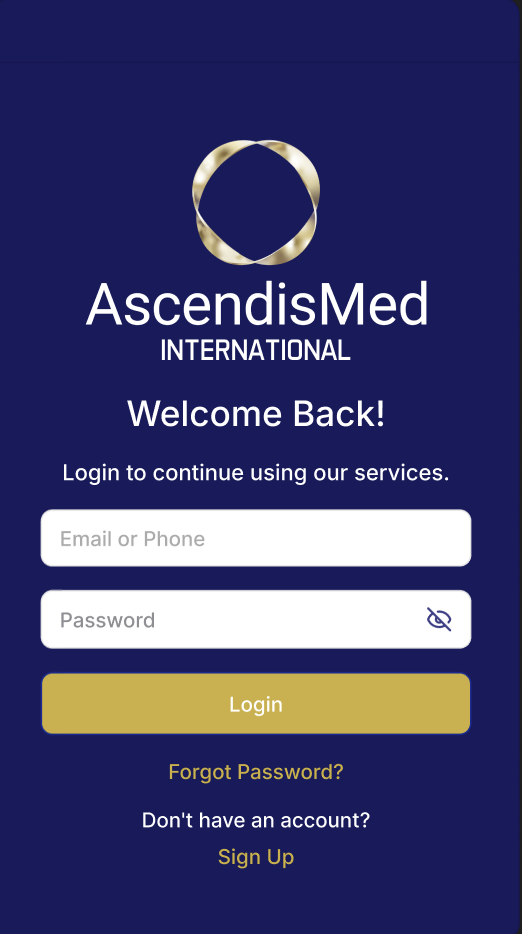 AscendisMed
INTERNATIONAL
Welcome Back!
Login to continue using our services.
Email or Phone
Password
Login
Forgot Password?
Don't have an account?
Sign Up